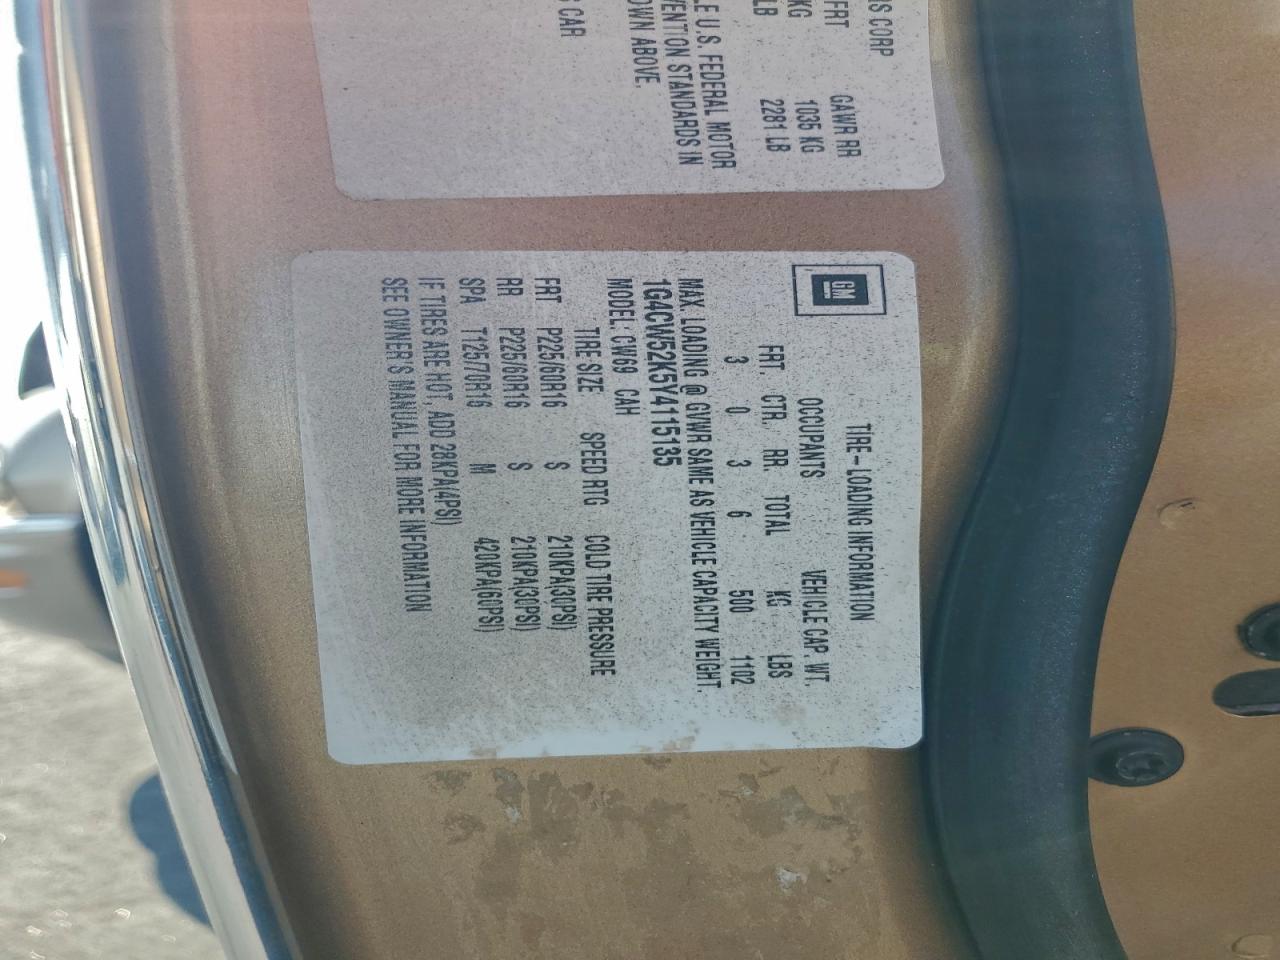 IS CORP
FRT GAWR RR
KG 1035 KG
LB 2281 LB
LE U.S. FEDERAL MOTOR
VENTION STANDARDS IN
OWN ABOVE.
S CAR
GM
TIRE-LOADING INFORMATION
OCCUPANTS VEHICLE CAP. WT.
FRT. CTR. RR. TOTAL KG LBS
3 0 3 6 500 1102
MAX. LOADING @ GVWR SAME AS VEHICLE CAPACITY WEIGHT.
1G4CW52K5Y4115135
MODEL: CW69 CAH
TIRE SIZE SPEED RTG COLD TIRE PRESSURE
FRT P225/60R16 S 210KPA(30PSI)
RR P225/60R16 S 210KPA(30PSI)
SPA T125/70R16 M 420KPA(60PSI)
IF TIRES ARE HOT, ADD 28KPA(4PSI)
SEE OWNER'S MANUAL FOR MORE INFORMATION